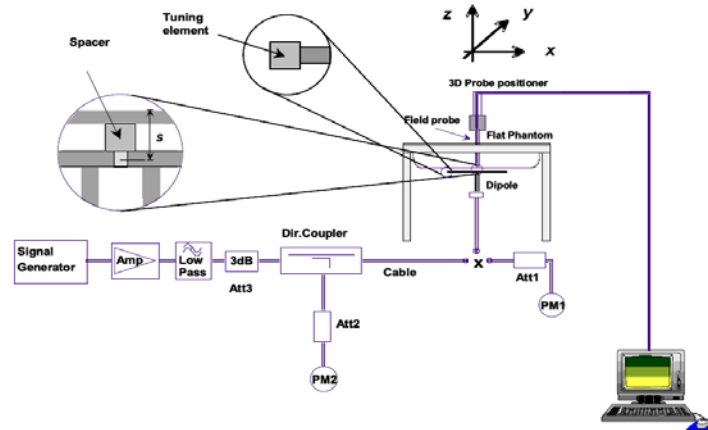 Tuning
element
z
y
x
Spacer
s
3D Probe positioner
Field probe
Flat Phantom
Dipole
Dir.Coupler
Signal
Generator
Amp
Low
Pass
3dB
Att3
Cable
x
Att1
PM1
Att2
PM2